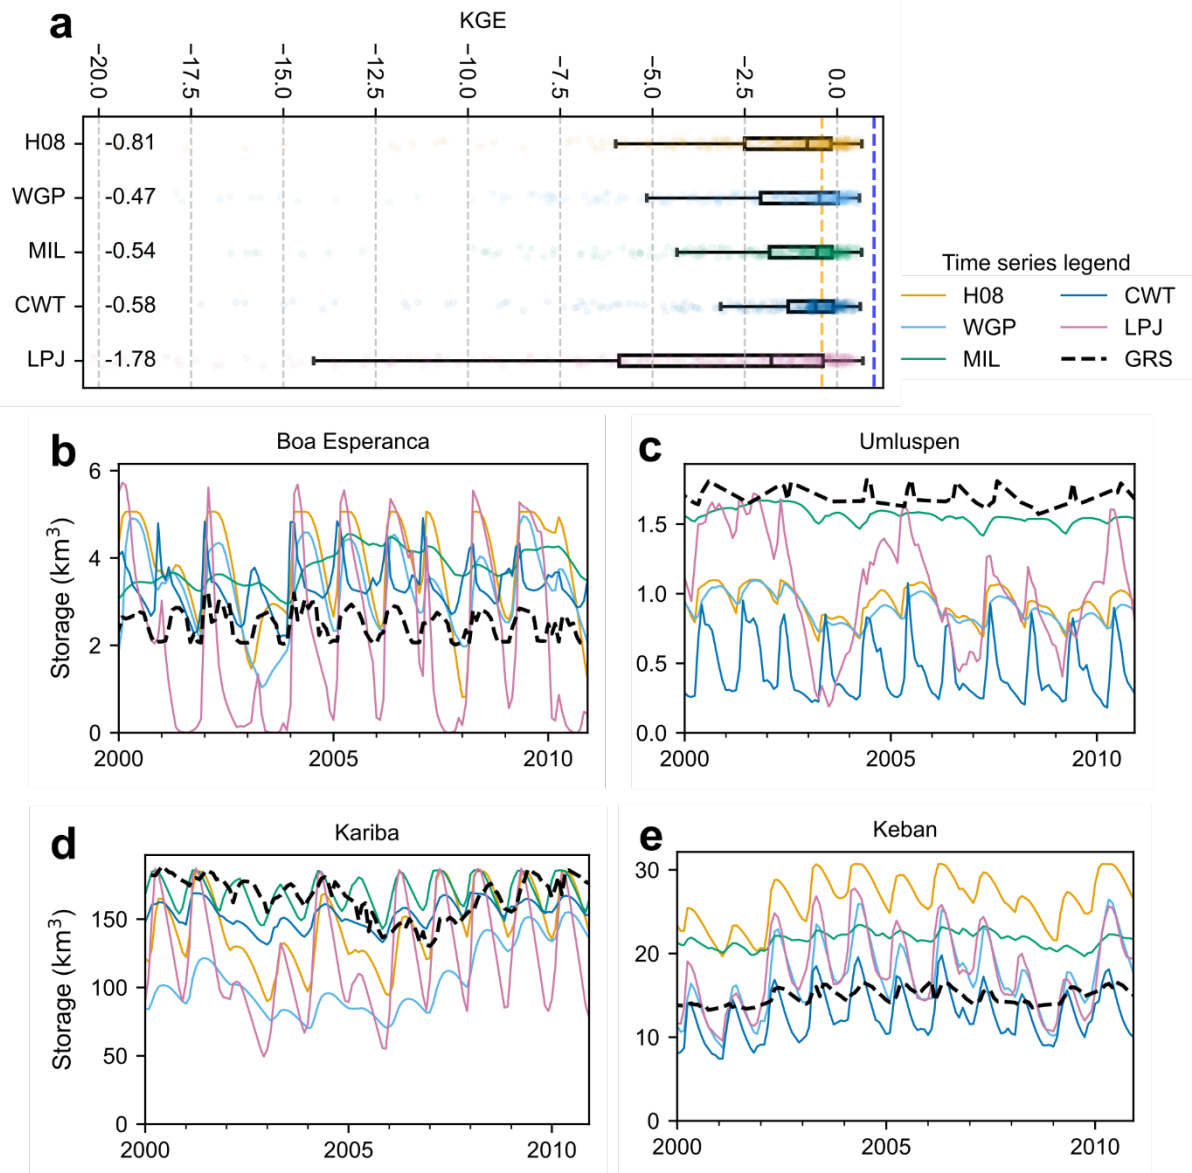 a
KGE
−20.0 −17.5 −15.0 −12.5 −10.0 −7.5 −5.0 −2.5 0.0
H08 -0.81
WGP -0.47
MIL -0.54
CWT -0.58
LPJ -1.78
Time series legend
H08 CWT
WGP LPJ
MIL GRS
b Boa Esperanca
Storage (km³)
6
4
2
0
2000 2005 2010
c Umluspen
1.5
1.0
0.5
0.0
2000 2005 2010
d Kariba
Storage (km³)
150
100
50
0
2000 2005 2010
e Keban
30
20
10
0
2000 2005 2010